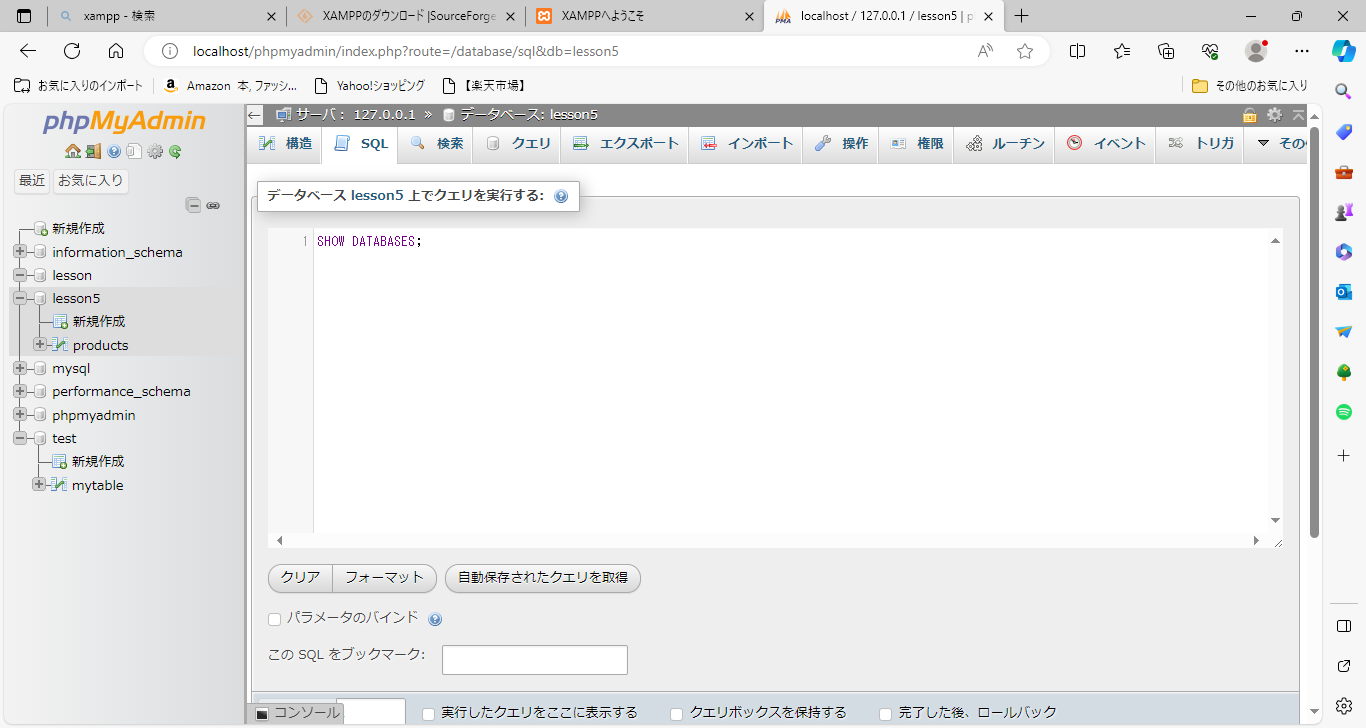 xampp - 検索
XAMPPのダウンロード |SourceForge
XAMPPへようこそ
localhost / 127.0.0.1 / lesson5 | p
localhost/phpmyadmin/index.php?route=/database/sql&db=lesson5
お気に入りのインポート
Amazon 本, ファッシ...
Yahoo!ショッピング
【楽天市場】
その他のお気に入り
phpMyAdmin
最近
お気に入り
新規作成
information_schema
lesson
lesson5
新規作成
products
mysql
performance_schema
phpmyadmin
test
新規作成
mytable
サーバ: 127.0.0.1 » データベース: lesson5
構造
SQL
検索
クエリ
エクスポート
インポート
操作
権限
ルーチン
イベント
トリガ
その
データベース lesson5 上でクエリを実行する:
1 SHOW DATABASES;
クリア
フォーマット
自動保存されたクエリを取得
パラメータのバインド
この SQL をブックマーク:
コンソール
実行したクエリをここに表示する
クエリボックスを保持する
完了した後、ロールバック